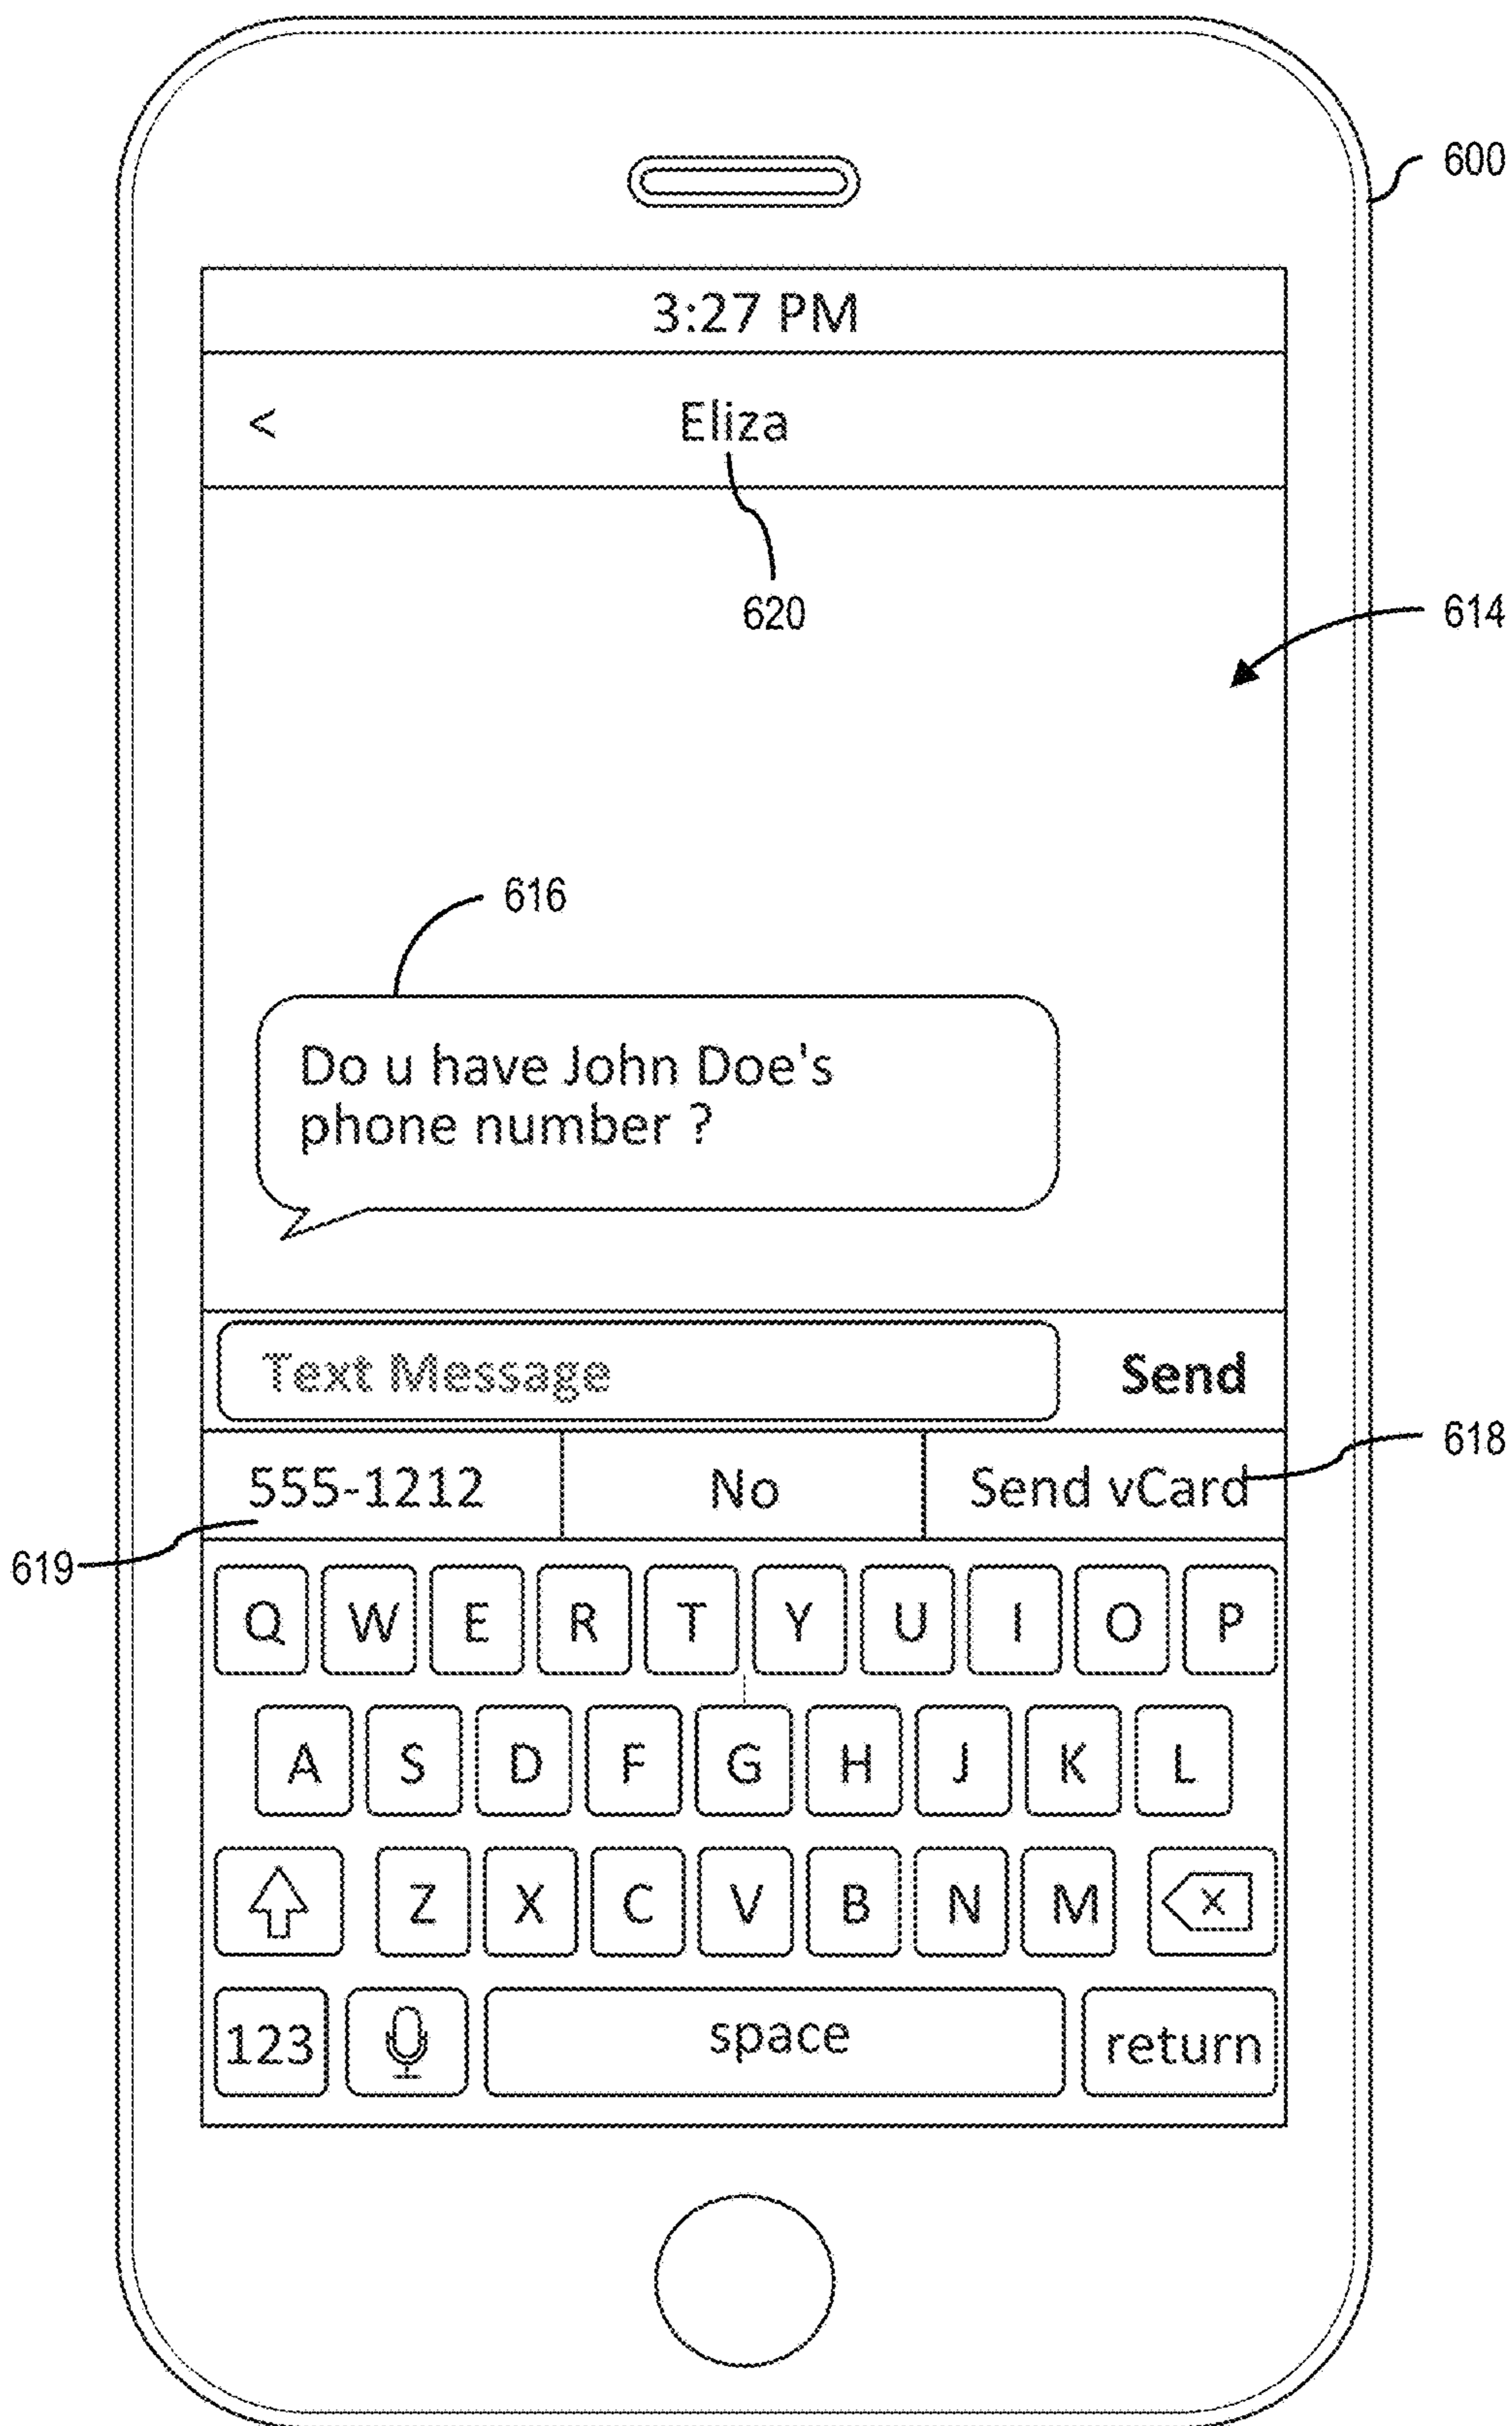 600
3:27 PM
< Eliza
620
614
616
Do u have John Doe's
phone number ?
Text Message Send
618
555-1212 No Send vCard
619
Q W E R T Y U I O P
A S D F G H J K L
Z X C V B N M X
123 space return